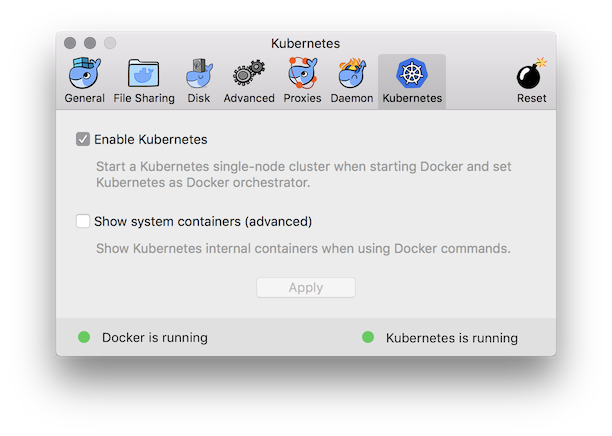 Kubernetes
General File Sharing Disk Advanced Proxies Daemon Kubernetes Reset
Enable Kubernetes
Start a Kubernetes single-node cluster when starting Docker and set
Kubernetes as Docker orchestrator.
Show system containers (advanced)
Show Kubernetes internal containers when using Docker commands.
Apply
Docker is running Kubernetes is running